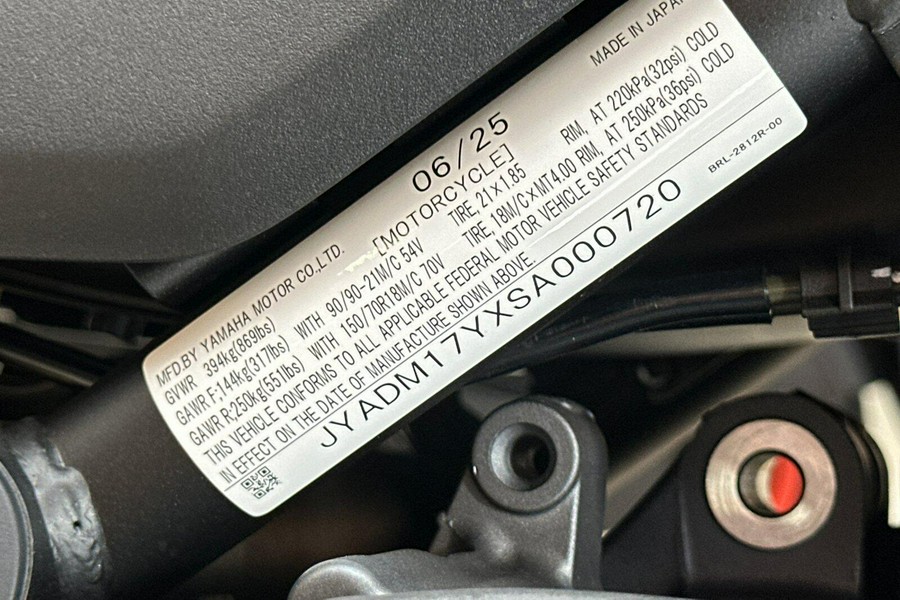 MADE IN JAPAN
06/25
MFD.BY YAMAHA MOTOR CO.,LTD. [MOTORCYCLE]
GVWR 394kg(869lbs)
GAWR F;144kg(317lbs) WITH 90/90-21M/C 54V TIRE, 21×1.85 RIM, AT 220kPa(32psi) COLD
GAWR R;250kg(551lbs) WITH 150/70R18M/C 70V TIRE, 18M/C×MT4.00 RIM, AT 250kPa(36psi) COLD
THIS VEHICLE CONFORMS TO ALL APPLICABLE FEDERAL MOTOR VEHICLE SAFETY STANDARDS
IN EFFECT ON THE DATE OF MANUFACTURE SHOWN ABOVE.
JYADM17YXSA000720 BRL-2812R-00